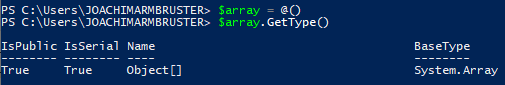 PS C:\Users\JOACHIMARMBRUSTER> $array = @()
PS C:\Users\JOACHIMARMBRUSTER> $array.GetType()
IsPublic IsSerial Name BaseType
-------- -------- ---- --------
True True Object[] System.Array